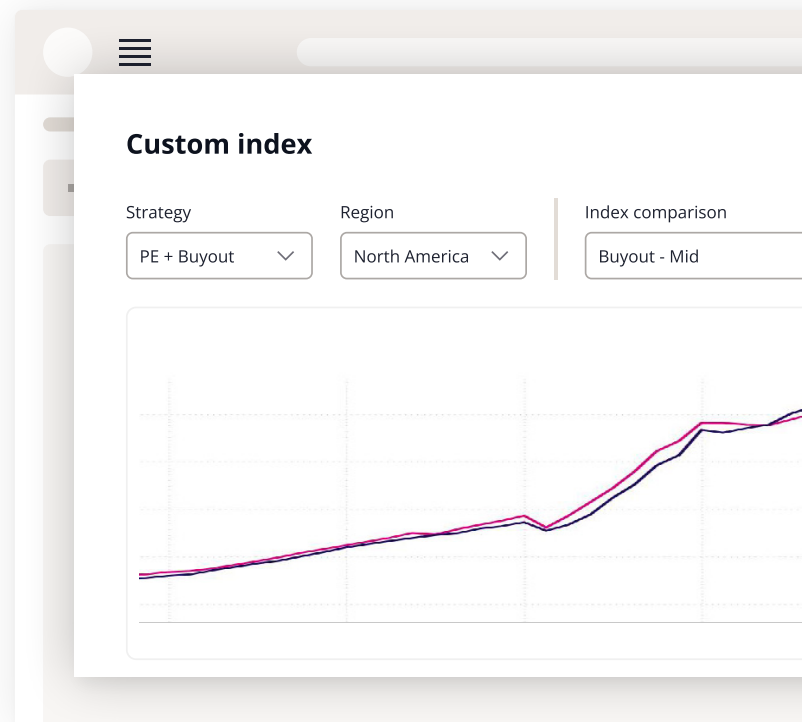 Custom index
Strategy
Region
Index comparison
PE + Buyout
North America
Buyout - Mid